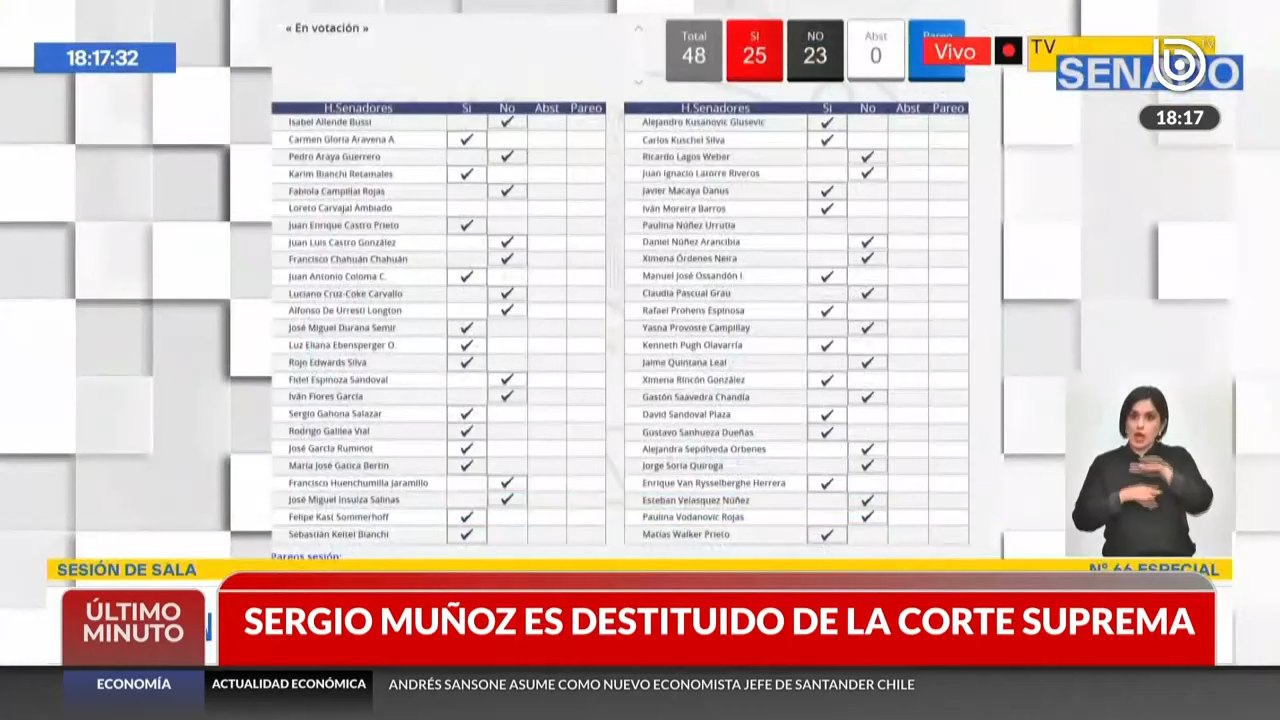 « En votación »
18:17:32
Total
48
SI
25
NO
23
Abst
0
Pareo
Vivo
TV
SENADO
18:17
H.Senadores Si No Abst Pareo
Isabel Allende Bussi
Carmen Gloria Aravena A.
Pedro Araya Guerrero
Karim Bianchi Retamales
Fabiola Campillai Rojas
Loreto Carvajal Ambiado
Juan Enrique Castro Prieto
Juan Luis Castro González
Francisco Chahuán Chahuán
Juan Antonio Coloma C.
Luciano Cruz-Coke Carvallo
Alfonso De Urresti Longton
José Miguel Durana Semir
Luz Eliana Ebensperger O.
Rojo Edwards Silva
Fidel Espinoza Sandoval
Iván Flores García
Sergio Gahona Salazar
Rodrigo Galilea Vial
José García Ruminot
María José Gatica Bertin
Francisco Huenchumilla Jaramillo
José Miguel Insulza Salinas
Felipe Kast Sommerhoff
Sebastián Keitel Bianchi
Pareos sesión:
H.Senadores Si No Abst Pareo
Alejandro Kusanovic Glusevic
Carlos Kuschel Silva
Ricardo Lagos Weber
Juan Ignacio Latorre Riveros
Javier Macaya Danús
Iván Moreira Barros
Paulina Núñez Urrutia
Daniel Núñez Arancibia
Ximena Órdenes Neira
Manuel José Ossandón I.
Claudia Pascual Grau
Rafael Prohens Espinosa
Yasna Provoste Campillay
Kenneth Pugh Olavarría
Jaime Quintana Leal
Ximena Rincón González
Gastón Saavedra Chandía
David Sandoval Plaza
Gustavo Sanhueza Dueñas
Alejandra Sepúlveda Orbenes
Jorge Soria Quiroga
Enrique Van Rysselberghe Herrera
Esteban Velásquez Núñez
Paulina Vodanovic Rojas
Matías Walker Prieto
SESIÓN DE SALA
Nº 66 ESPECIAL
ÚLTIMO
MINUTO
SERGIO MUÑOZ ES DESTITUIDO DE LA CORTE SUPREMA
ECONOMÍA
ACTUALIDAD ECONÓMICA
ANDRÉS SANSONE ASUME COMO NUEVO ECONOMISTA JEFE DE SANTANDER CHILE